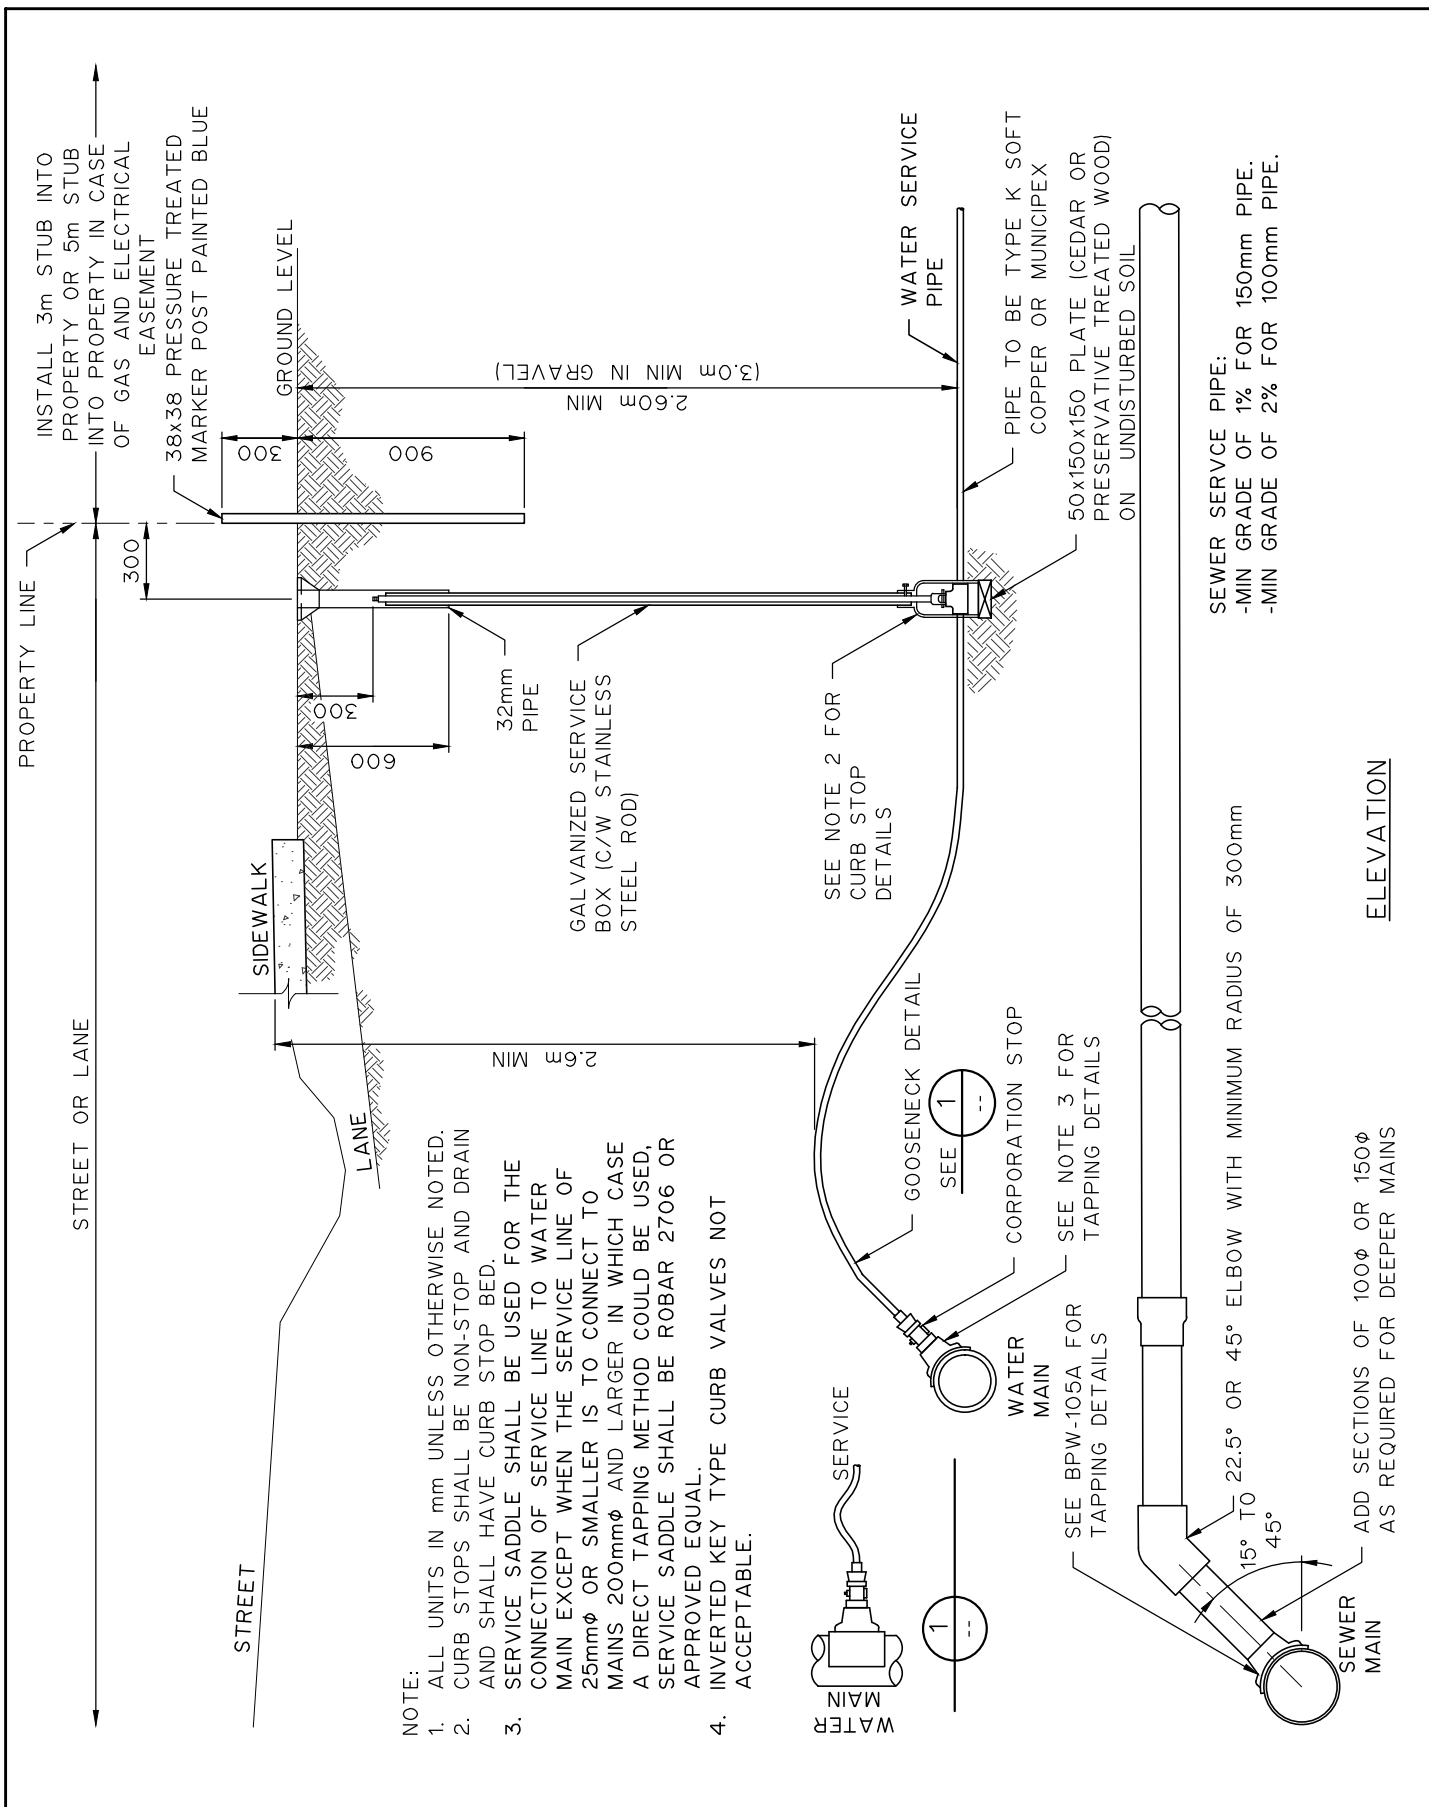 STREET OR LANE
PROPERTY LINE
INSTALL 3m STUB INTO
PROPERTY OR 5m STUB
INTO PROPERTY IN CASE
OF GAS AND ELECTRICAL
EASEMENT
38x38 PRESSURE TREATED
MARKER POST PAINTED BLUE
300
300
900
GROUND LEVEL
STREET
LANE
SIDEWALK
300
600
32mm
PIPE
GALVANIZED SERVICE
BOX (C/W STAINLESS
STEEL ROD)
2.6m MIN
2.60m MIN
(3.0m MIN IN GRAVEL)
SEE NOTE 2 FOR
CURB STOP
DETAILS
WATER SERVICE
PIPE
PIPE TO BE TYPE K SOFT
COPPER OR MUNICIPEX
50x150x150 PLATE (CEDAR OR
PRESERVATIVE TREATED WOOD)
ON UNDISTURBED SOIL
NOTE:
1. ALL UNITS IN mm UNLESS OTHERWISE NOTED.
2. CURB STOPS SHALL BE NON-STOP AND DRAIN
AND SHALL HAVE CURB STOP BED.
3. SERVICE SADDLE SHALL BE USED FOR THE
CONNECTION OF SERVICE LINE TO WATER
MAIN EXCEPT WHEN THE SERVICE LINE OF
25mmϕ OR SMALLER IS TO CONNECT TO
MAINS 200mmϕ AND LARGER IN WHICH CASE
A DIRECT TAPPING METHOD COULD BE USED,
SERVICE SADDLE SHALL BE ROBAR 2706 OR
APPROVED EQUAL.
4. INVERTED KEY TYPE CURB VALVES NOT
ACCEPTABLE.
WATER
MAIN
SERVICE
1
--
GOOSENECK DETAIL
SEE
1
--
CORPORATION STOP
SEE NOTE 3 FOR
TAPPING DETAILS
WATER
MAIN
SEE BPW-105A FOR
TAPPING DETAILS
22.5° OR 45° ELBOW WITH MINIMUM RADIUS OF 300mm
15° TO
45°
ADD SECTIONS OF 100ϕ OR 150ϕ
AS REQUIRED FOR DEEPER MAINS
SEWER
MAIN
SEWER SERVCE PIPE:
-MIN GRADE OF 1% FOR 150mm PIPE.
-MIN GRADE OF 2% FOR 100mm PIPE.
ELEVATION